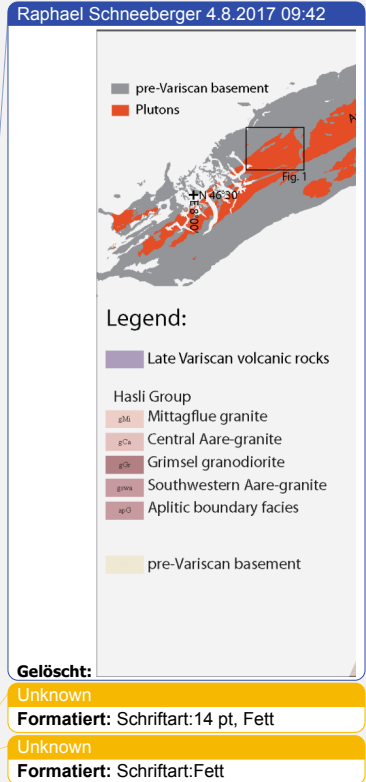 Raphael Schneeberger 4.8.2017 09:42
pre-Variscan basement
Plutons
A
Fig. 1
N 46°30'
E 8°00'
Legend:
Late Variscan volcanic rocks
Hasli Group
gMi Mittagflue granite
gCa Central Aare-granite
gGr Grimsel granodiorite
gswa Southwestern Aare-granite
apG Aplitic boundary facies
pre-Variscan basement
Gelöscht:
Unknown
Formatiert: Schriftart:14 pt, Fett
Unknown
Formatiert: Schriftart:Fett